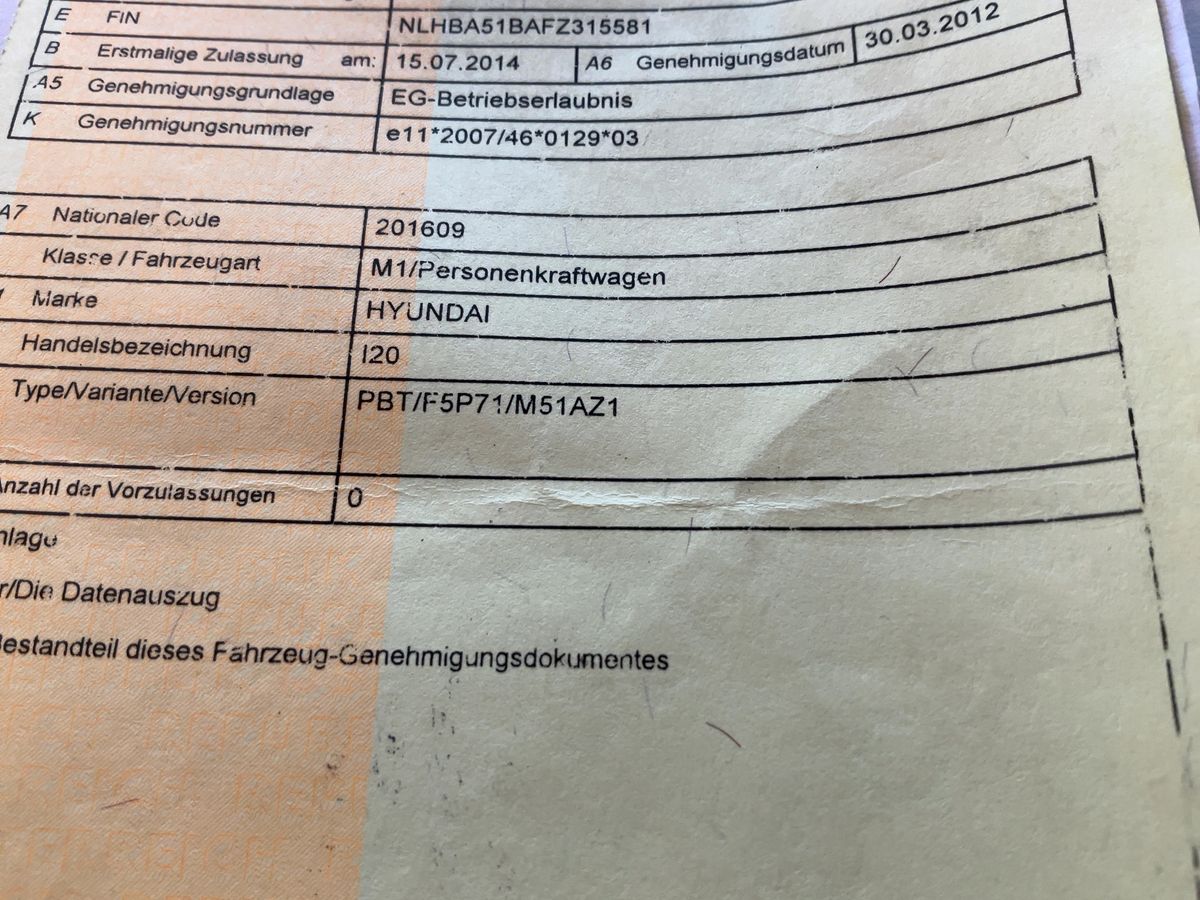 E FIN NLHBA51BAFZ315581
B Erstmalige Zulassung am: 15.07.2014 A6 Genehmigungsdatum 30.03.2012
A5 Genehmigungsgrundlage EG-Betriebserlaubnis
K Genehmigungsnummer e11*2007/46*0129*03
A7 Nationaler Code 201609
Klasse / Fahrzeugart M1/Personenkraftwagen
Marke HYUNDAI
Handelsbezeichnung I20
Type/Variante/Version PBT/F5P71/M51AZ1
Anzahl der Vorzulassungen 0
nlage
r/Die Datenauszug
Bestandteil dieses Fahrzeug-Genehmigungsdokumentes